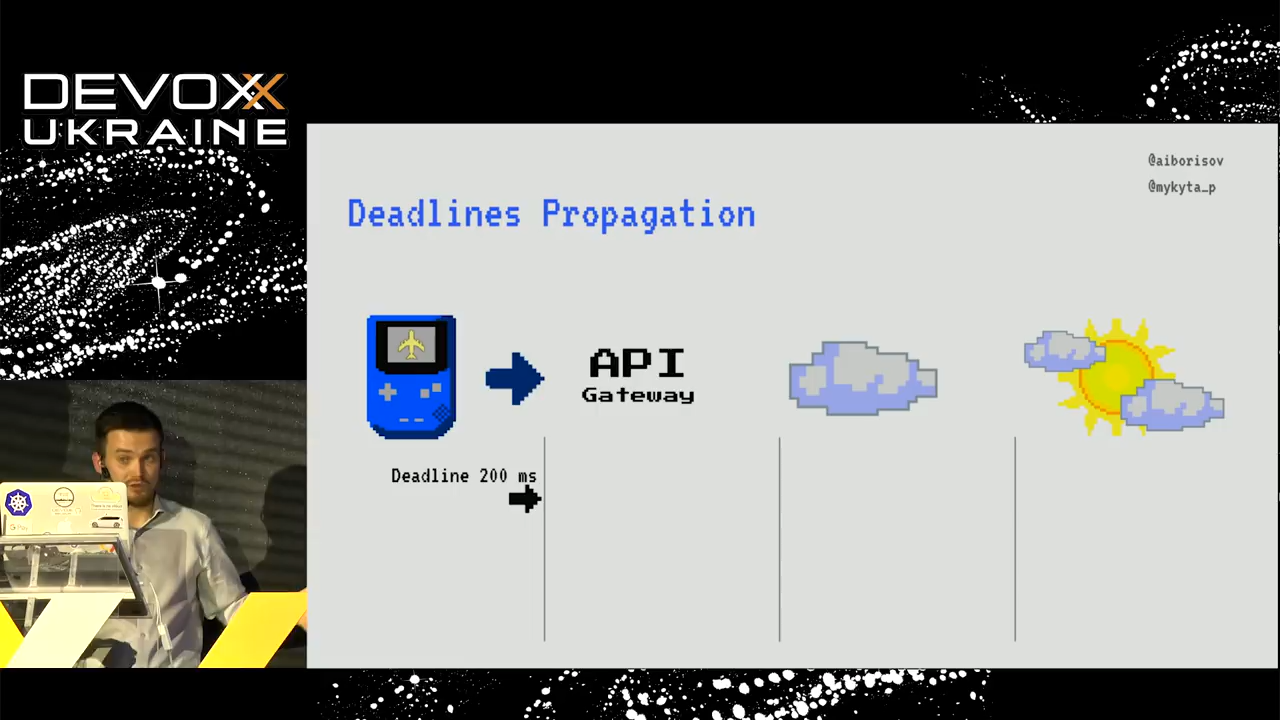 DEVOXX
UKRAINE
@aiborisov
@mykyta_p
Deadlines Propagation
API
Gateway
Deadline 200 ms